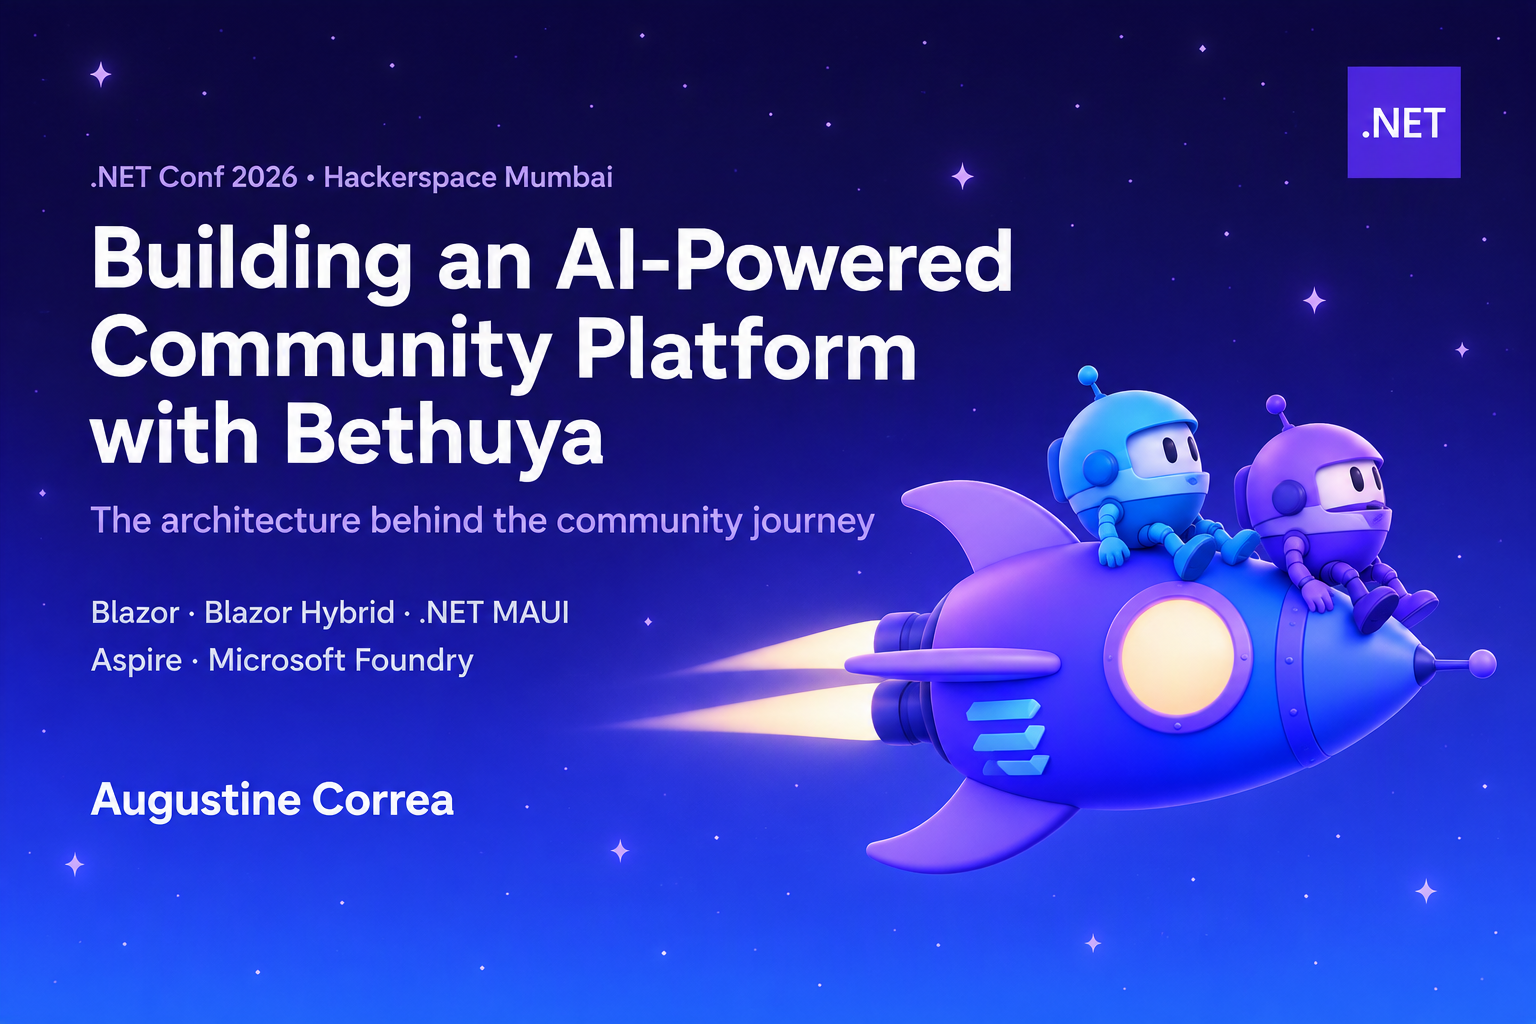 .NET
.NET Conf 2026 • Hackerspace Mumbai
Building an AI-Powered
Community Platform
with Bethuya
The architecture behind the community journey
Blazor · Blazor Hybrid · .NET MAUI
Aspire · Microsoft Foundry
Augustine Correa